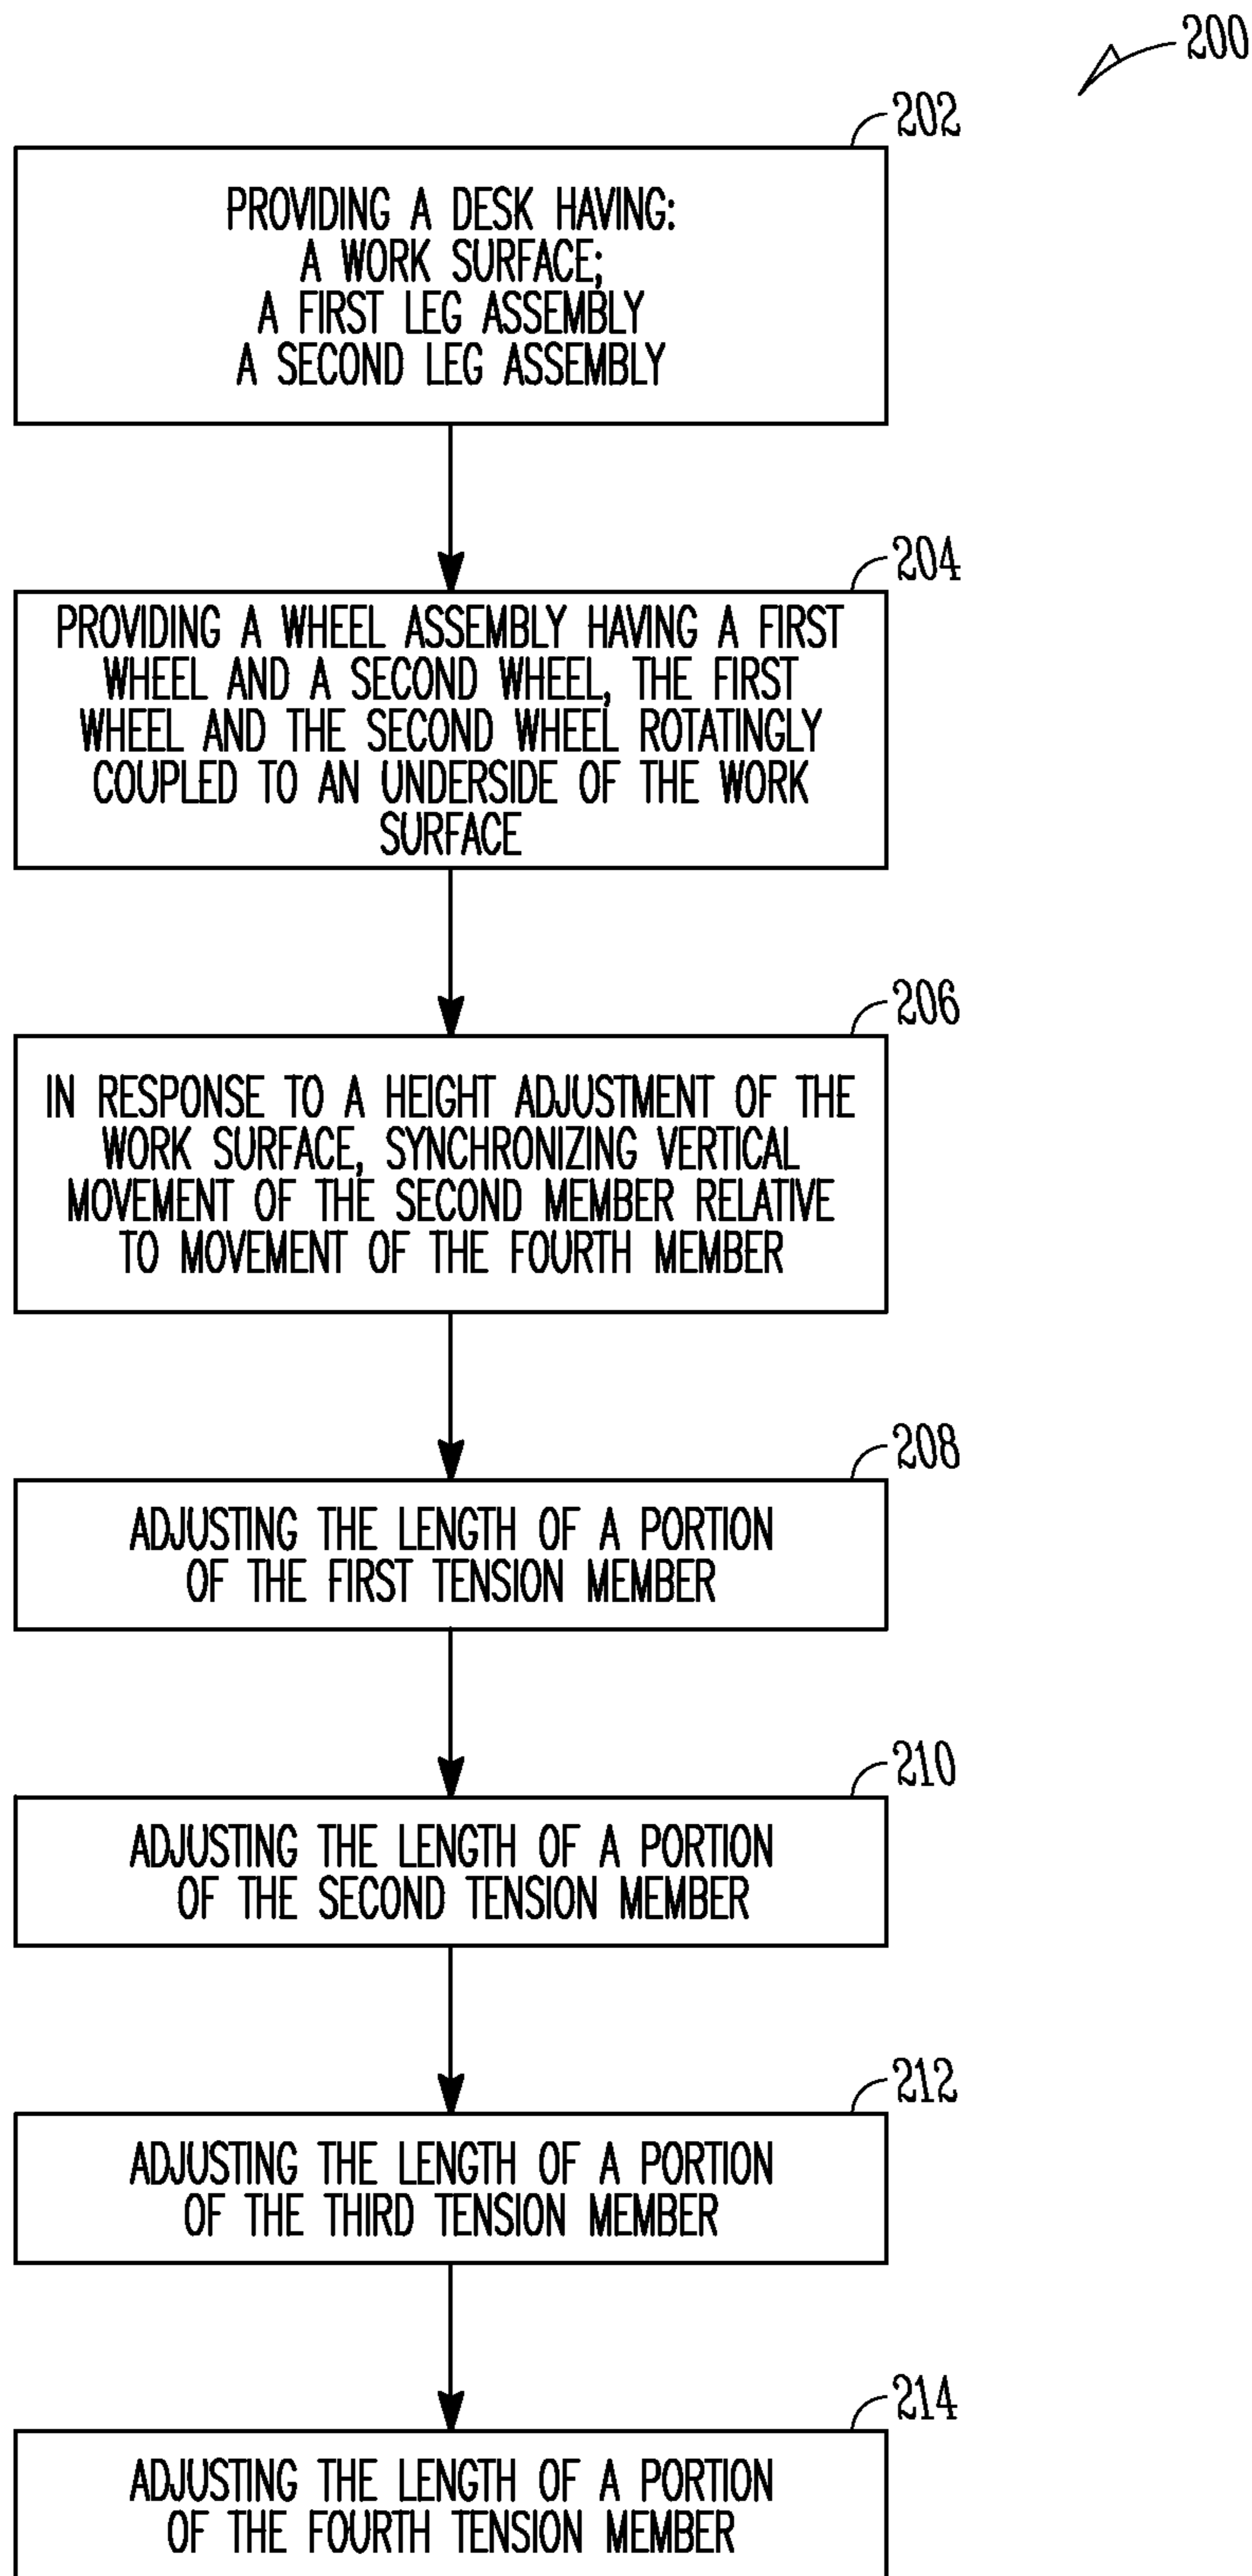 200
202
PROVIDING A DESK HAVING:
A WORK SURFACE;
A FIRST LEG ASSEMBLY
A SECOND LEG ASSEMBLY
204
PROVIDING A WHEEL ASSEMBLY HAVING A FIRST
WHEEL AND A SECOND WHEEL, THE FIRST
WHEEL AND THE SECOND WHEEL ROTATINGLY
COUPLED TO AN UNDERSIDE OF THE WORK
SURFACE
206
IN RESPONSE TO A HEIGHT ADJUSTMENT OF THE
WORK SURFACE, SYNCHRONIZING VERTICAL
MOVEMENT OF THE SECOND MEMBER RELATIVE
TO MOVEMENT OF THE FOURTH MEMBER
208
ADJUSTING THE LENGTH OF A PORTION
OF THE FIRST TENSION MEMBER
210
ADJUSTING THE LENGTH OF A PORTION
OF THE SECOND TENSION MEMBER
212
ADJUSTING THE LENGTH OF A PORTION
OF THE THIRD TENSION MEMBER
214
ADJUSTING THE LENGTH OF A PORTION
OF THE FOURTH TENSION MEMBER